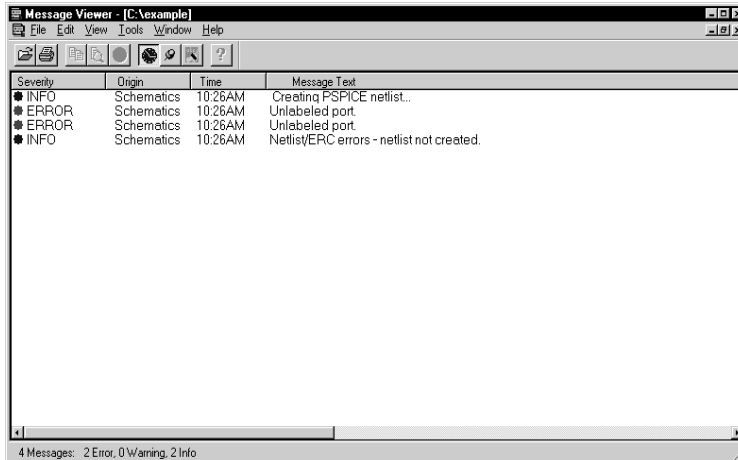 Message Viewer - [C:\example]
File Edit View Tools Window Help
?
Severity Origin Time Message Text
INFO Schematics 10:26AM Creating PSPICE netlist...
ERROR Schematics 10:26AM Unlabeled port.
ERROR Schematics 10:26AM Unlabeled port.
INFO Schematics 10:26AM Netlist/ERC errors - netlist not created.
4 Messages: 2 Error, 0 Warning, 2 Info